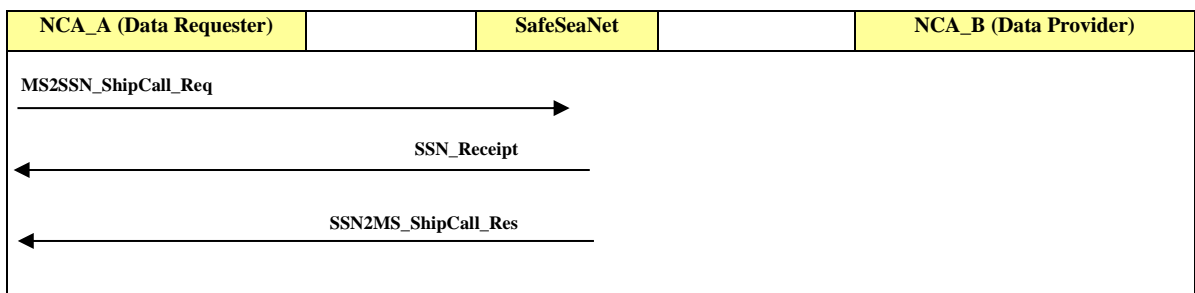 NCA_A (Data Requester) SafeSeaNet NCA_B (Data Provider)
MS2SSN_ShipCall_Req
SSN_Receipt
SSN2MS_ShipCall_Res